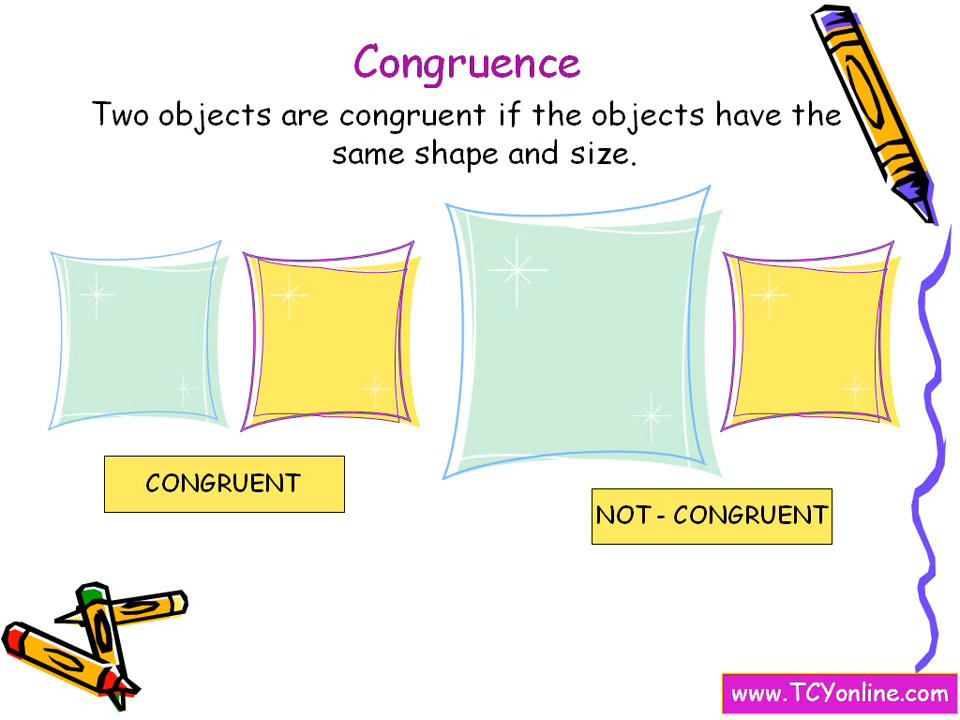 Congruence
Two objects are congruent if the objects have the
same shape and size.
CONGRUENT
NOT - CONGRUENT
www.TCYonline.com